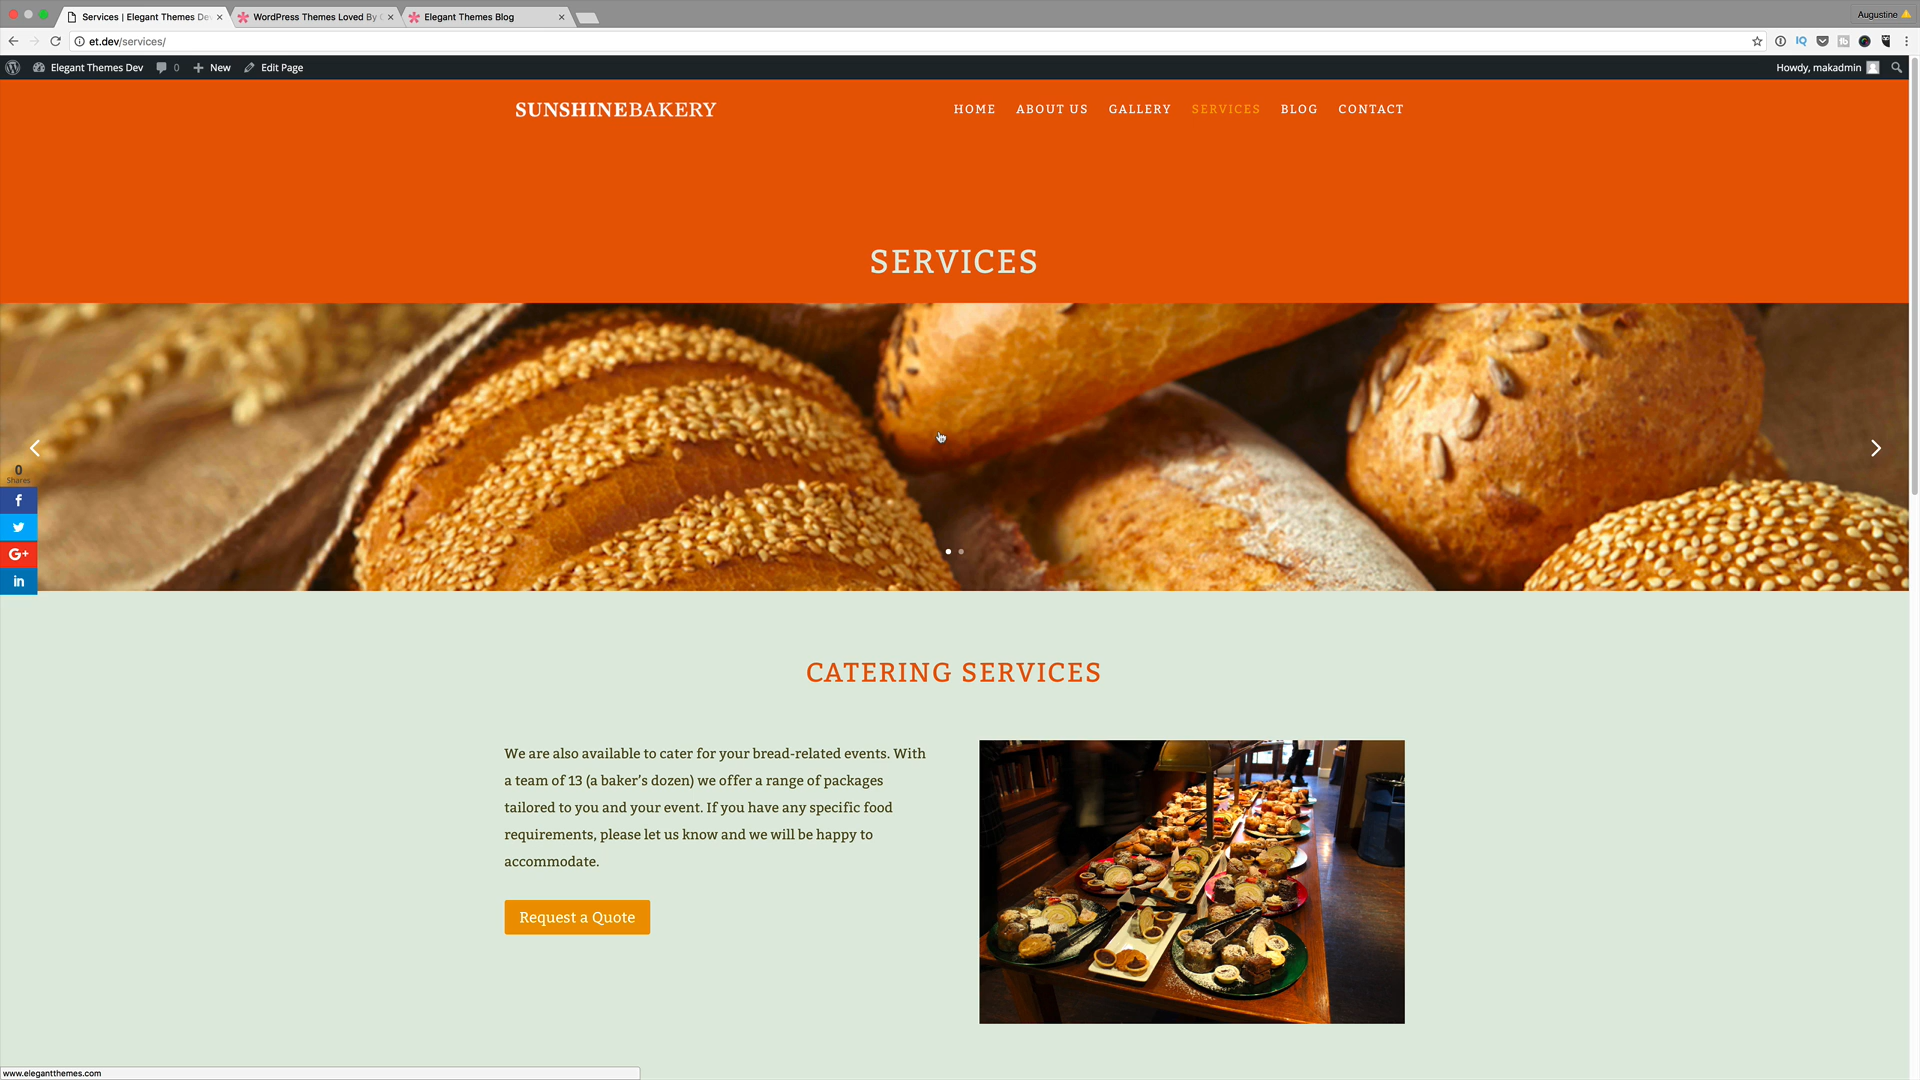 Services | Elegant Themes De
WordPress Themes Loved By
Elegant Themes Blog
Augustine
et.dev/services/
Elegant Themes Dev
0
New
Edit Page
Howdy, makadmin
SUNSHINEBAKERY
HOME
ABOUT US
GALLERY
SERVICES
BLOG
CONTACT
SERVICES
0
Shares
f
G+
in
CATERING SERVICES
We are also available to cater for your bread-related events. With
a team of 13 (a baker’s dozen) we offer a range of packages
tailored to you and your event. If you have any specific food
requirements, please let us know and we will be happy to
accommodate.
Request a Quote
www.elegantthemes.com